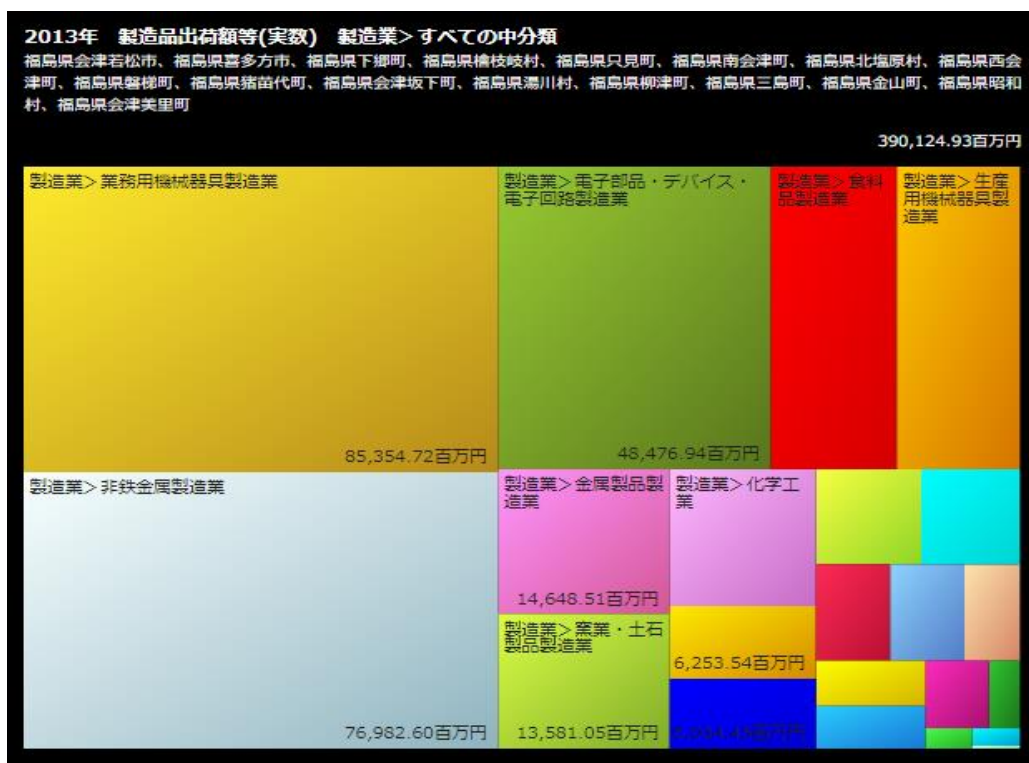 2013年 製造品出荷額等(実数) 製造業>すべての中分類
福島県会津若松市、福島県喜多方市、福島県下郷町、福島県檜枝岐村、福島県只見町、福島県南会津町、福島県北塩原村、福島県西会
津町、福島県磐梯町、福島県猪苗代町、福島県会津坂下町、福島県湯川村、福島県柳津町、福島県三島町、福島県金山町、福島県昭和
村、福島県会津美里町
390,124.93百万円
製造業>業務用機械器具製造業
85,354.72百万円
製造業>電子部品・デバイス・
電子回路製造業
48,476.94百万円
製造業>食料
品製造業
製造業>生産
用機械器具製
造業
製造業>非鉄金属製造業
76,982.60百万円
製造業>金属製品製
造業
14,648.51百万円
製造業>化学工
業
製造業>窯業・土石
製品製造業
13,581.05百万円
6,253.54百万円